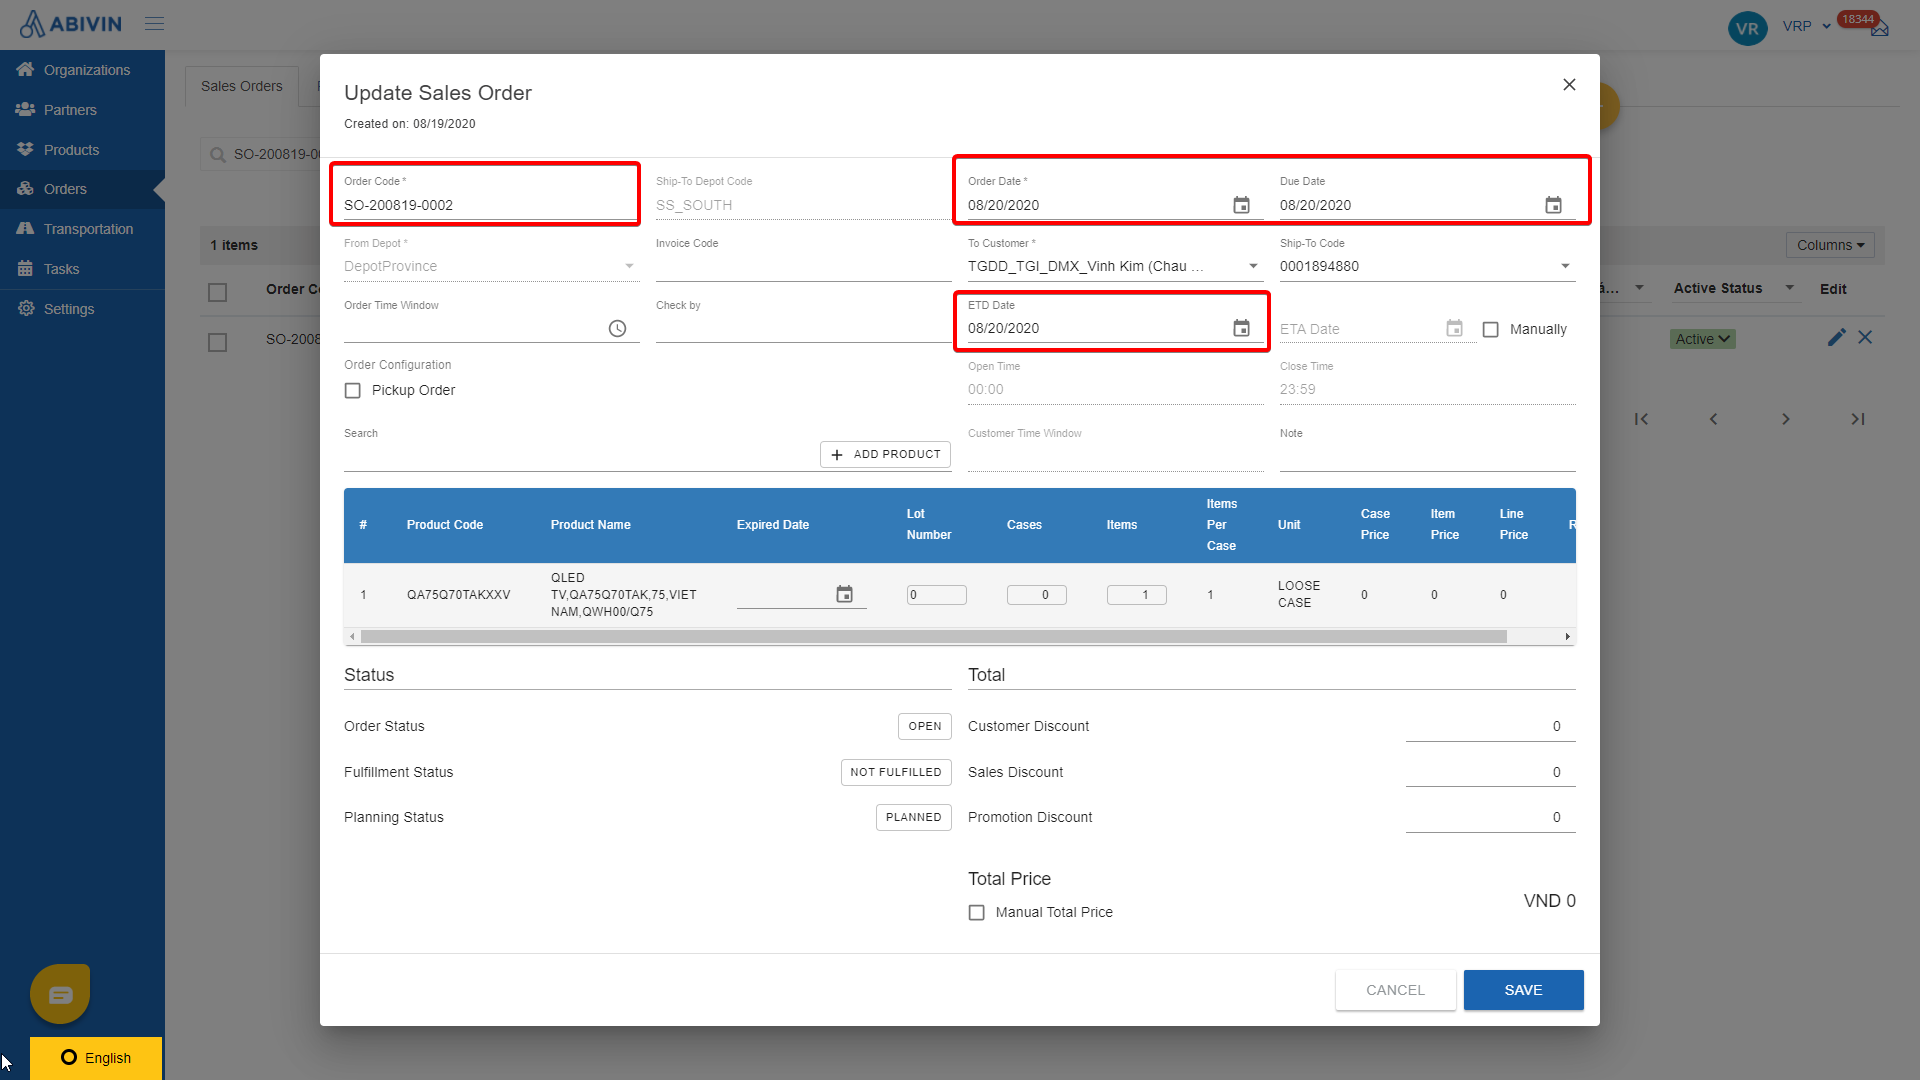 ABIVIN
VR
VRP
18344
Organizations
Partners
Products
Orders
Transportation
Tasks
Settings
Sales Orders
SO-200819-0
1 items
Columns
Order C
Active Status
Edit
SO-2008
Active
Update Sales Order
Created on: 08/19/2020
Order Code *
SO-200819-0002
Ship-To Depot Code
SS_SOUTH
Order Date *
08/20/2020
Due Date
08/20/2020
From Depot *
DepotProvince
Invoice Code
To Customer *
TGDD_TGI_DMX_Vinh Kim (Chau ...
Ship-To Code
0001894880
Order Time Window
Check by
ETD Date
08/20/2020
ETA Date
Manually
Order Configuration
Pickup Order
Open Time
00:00
Close Time
23:59
Search
ADD PRODUCT
Customer Time Window
Note
# Product Code Product Name Expired Date Lot Number Cases Items Items Per Case Unit Case Price Item Price Line Price R
1 QA75Q70TAKXXV QLED TV,QA75Q70TAK,75,VIET NAM,QWH00/Q75 0 0 1 1 LOOSE CASE 0 0 0
Status
Order Status OPEN
Fulfillment Status NOT FULFILLED
Planning Status PLANNED
Total
Customer Discount 0
Sales Discount 0
Promotion Discount 0
Total Price
VND 0
Manual Total Price
CANCEL
SAVE
English